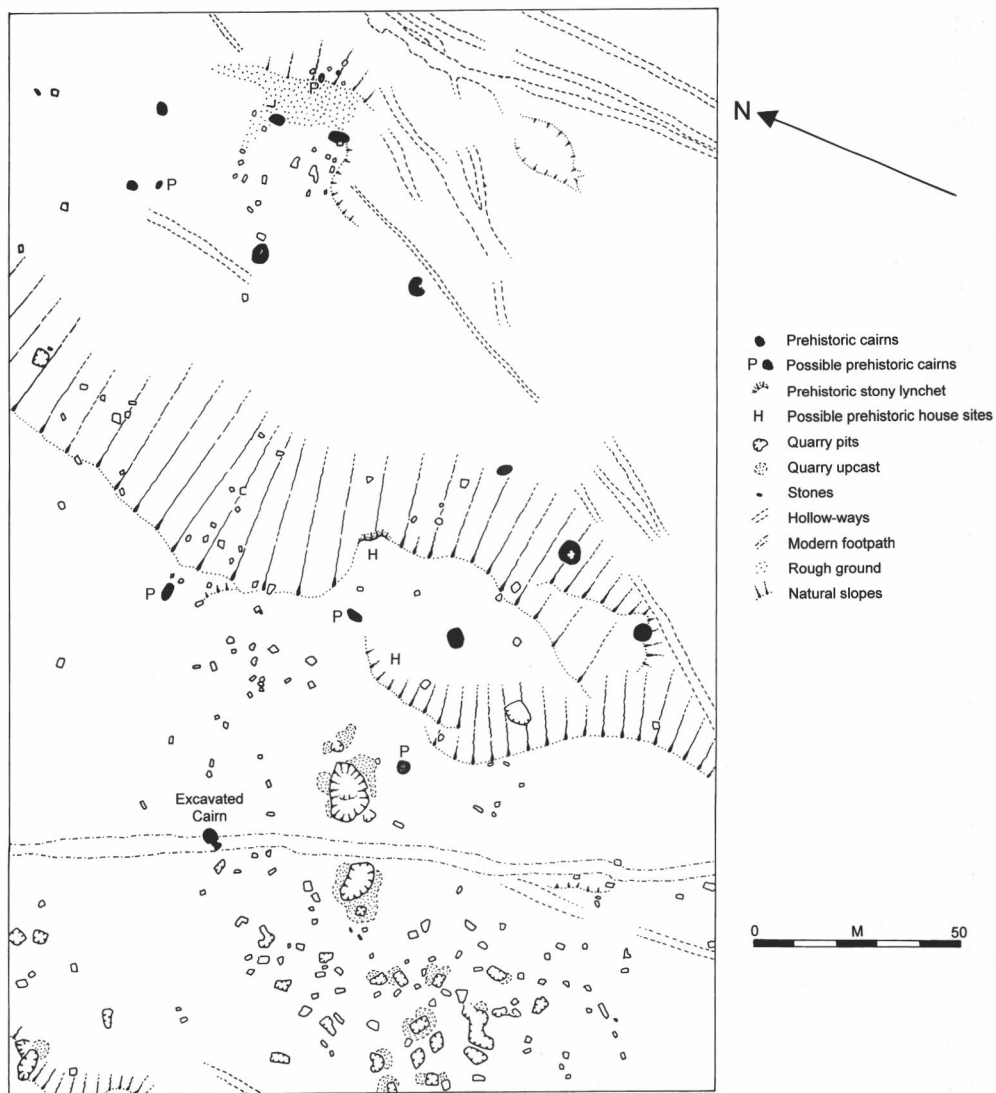 P
N
P
Prehistoric cairns
P Possible prehistoric cairns
Prehistoric stony lynchet
H Possible prehistoric house sites
Quarry pits
Quarry upcast
Stones
Hollow-ways
Modern footpath
Rough ground
Natural slopes
H
P
P
H
P
Excavated
Cairn
0 M 50